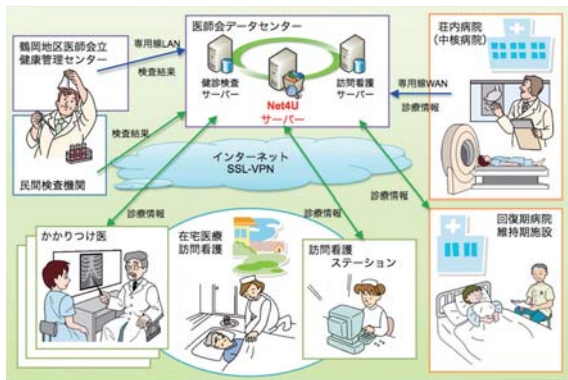 鶴岡地区医師会立
健康管理センター
専用線LAN
検査結果
医師会データセンター
健診検査
サーバー
Net4U
サーバー
訪問看護
サーバー
専用線WAN
診療情報
荘内病院
(中核病院)
民間検査機関
検査結果
インターネット
SSL-VPN
診療情報
診療情報
診療情報
かかりつけ医
在宅医療
訪問看護
訪問看護
ステーション
回復期病院
維持期施設